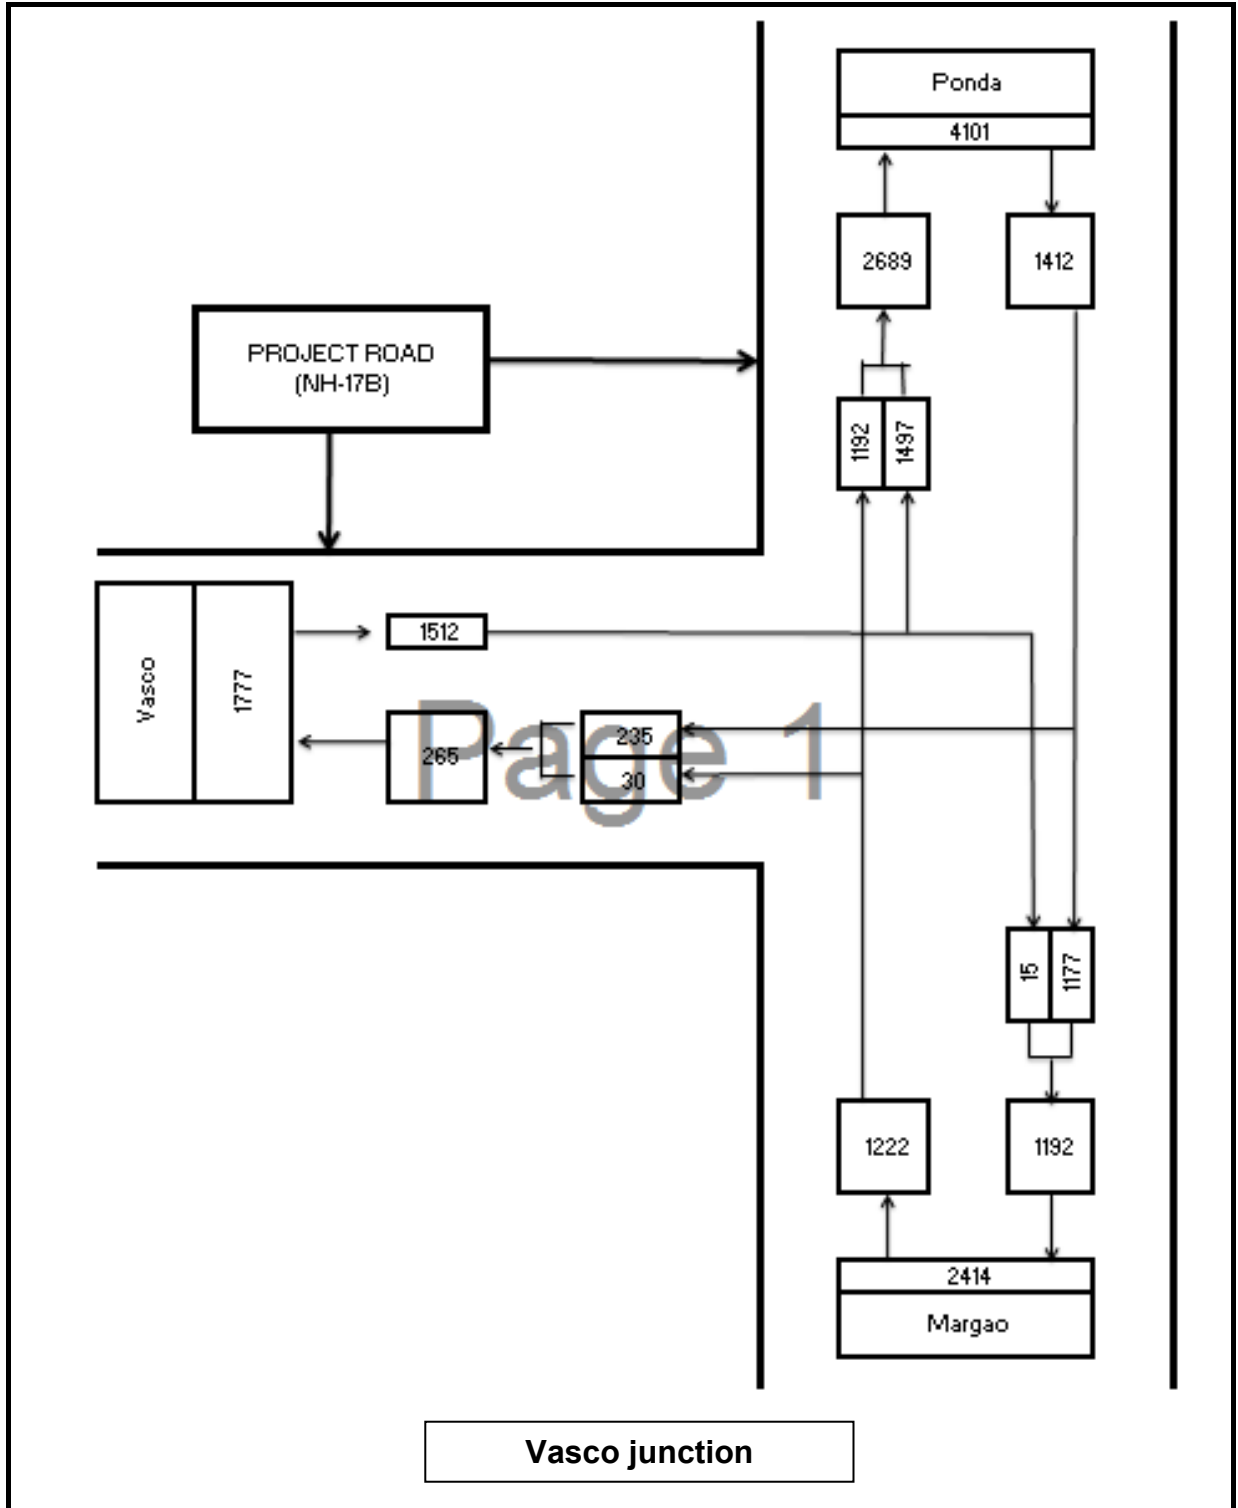 Ponda
4101
2689
1412
PROJECT ROAD
(NH-17B)
1192
1497
Vasco
1777
1512
265
235
30
Page 1
15
1177
1222
1192
2414
Margao
Vasco junction